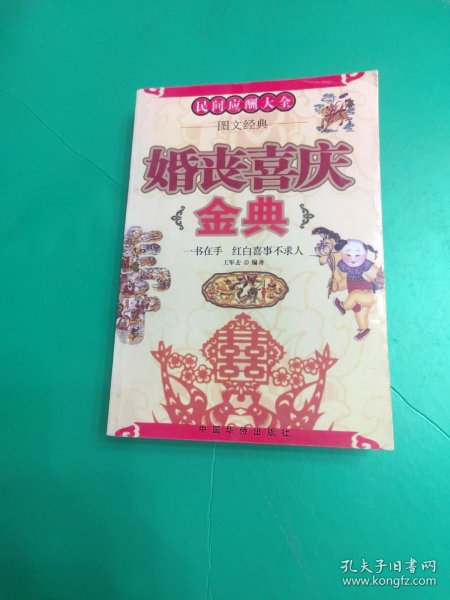 民间应酬大全
图文经典
婚丧喜庆
金典
一书在手 红白喜事不求人
王军云 编著
囍
中国华侨出版社
孔夫子旧书网
www.kongfz.com